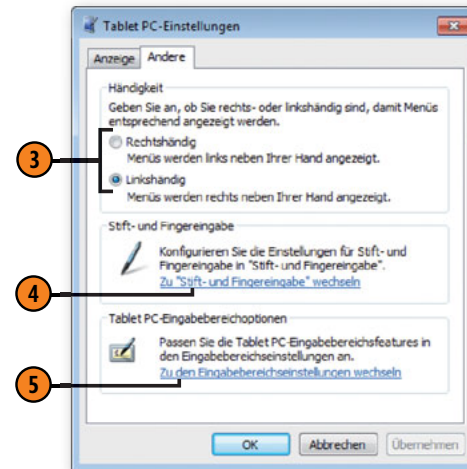 Tablet PC-Einstellungen
Anzeige Andere
Händigkeit
Geben Sie an, ob Sie rechts- oder linkshändig sind, damit Menüs
entsprechend angezeigt werden.
3
Rechtshändig
Menüs werden links neben Ihrer Hand angezeigt.
Linkshändig
Menüs werden rechts neben Ihrer Hand angezeigt.
Stift- und Fingereingabe
Konfigurieren Sie die Einstellungen für Stift- und
Fingereingabe in "Stift- und Fingereingabe".
4
Zu "Stift- und Fingereingabe" wechseln
Tablet PC-Eingabebereichoptionen
Passen Sie die Tablet PC-Eingabebereichsfeatures in
den Eingabebereichseinstellungen an.
5
Zu den Eingabebereichseinstellungen wechseln
OK Abbrechen Übernehmen